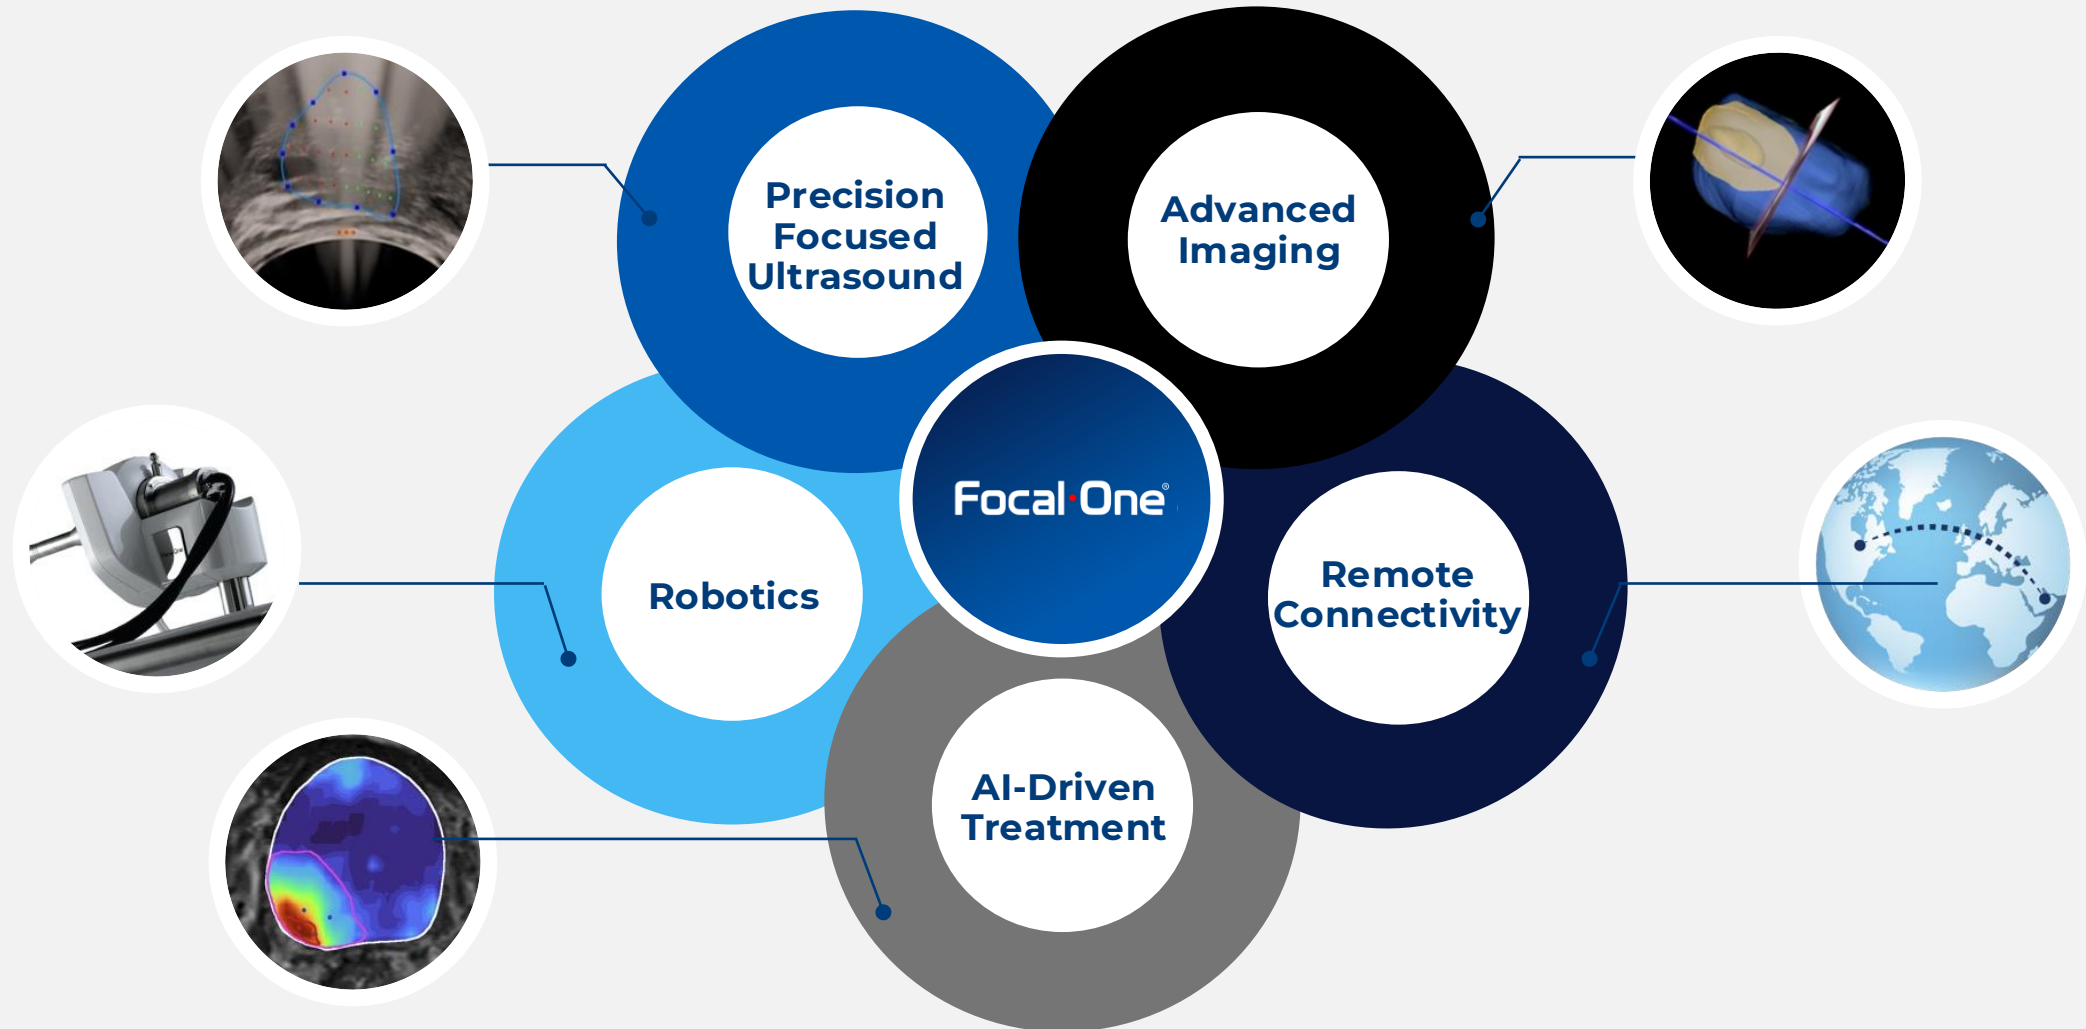 Precision
Focused
Ultrasound
Advanced
Imaging
Focal·One®
Robotics
Remote
Connectivity
AI-Driven
Treatment